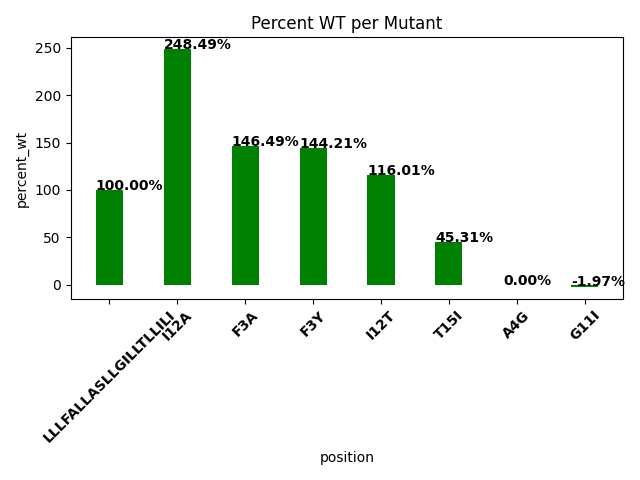 Percent WT per Mutant
percent_wt
250
200
150
100
50
0
100.00%
248.49%
146.49%
144.21%
116.01%
45.31%
0.00%
-1.97%
LLLFALLASLLGILLTLLILI
I12A
F3A
F3Y
I12T
T15I
A4G
G11I
position